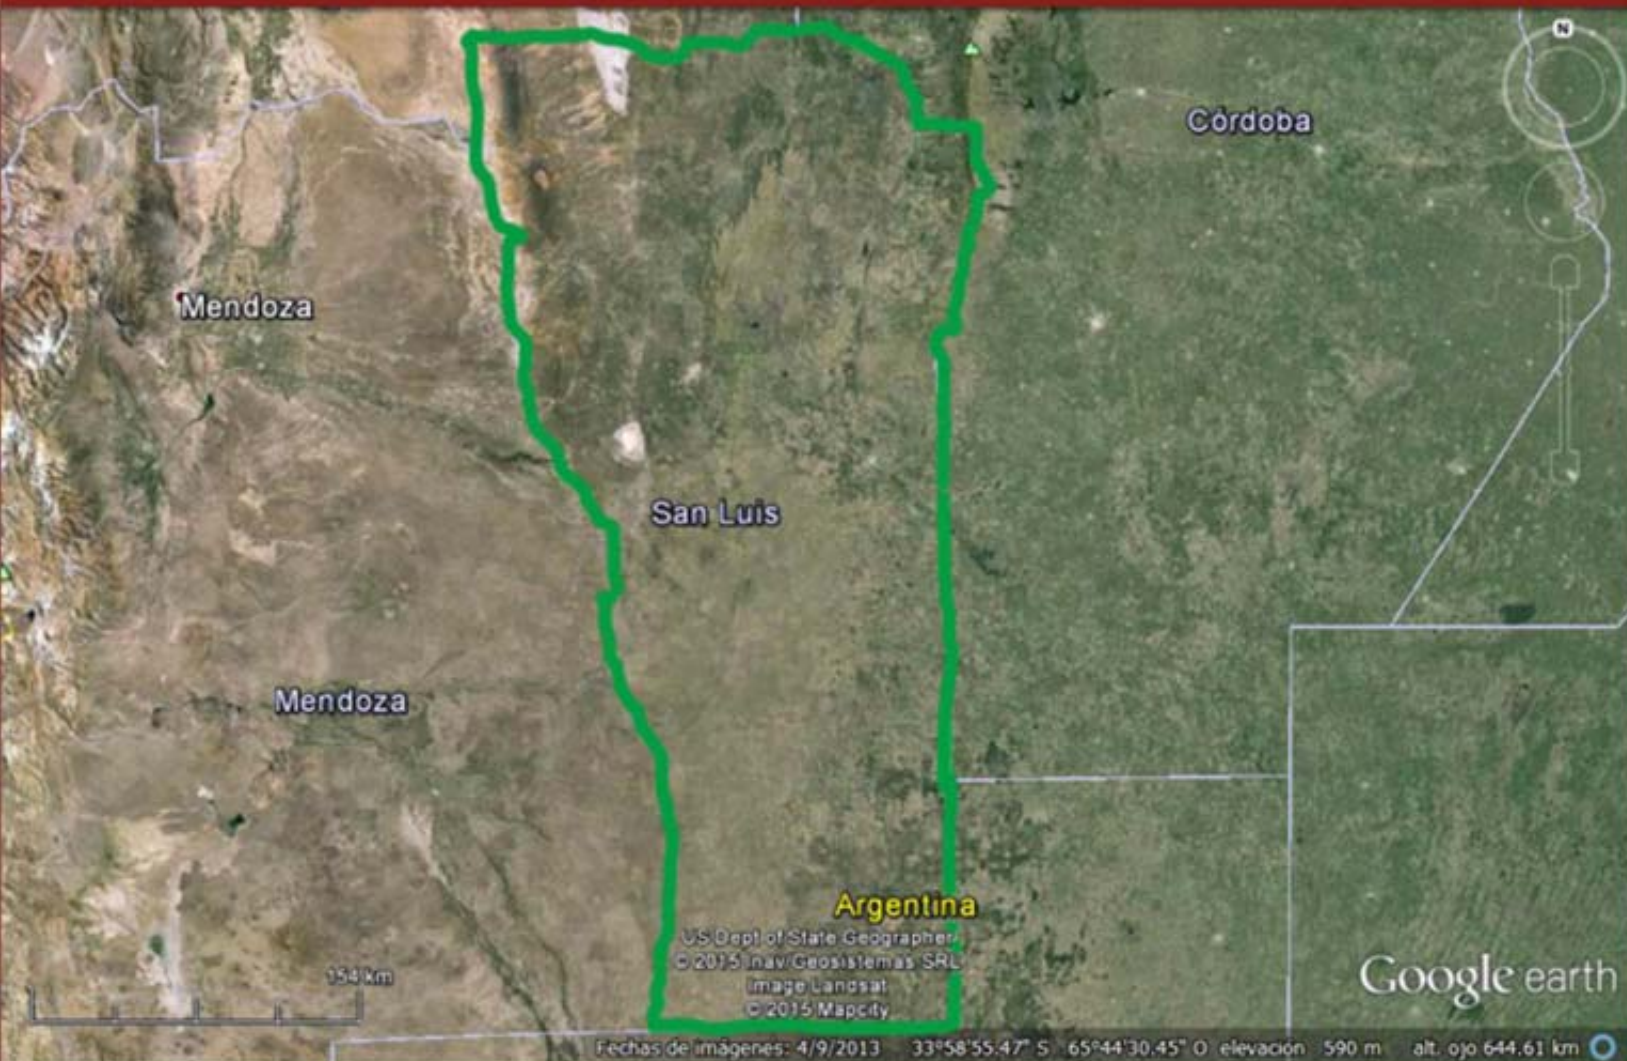 N
Córdoba
Mendoza
San Luis
Mendoza
Argentina
US Dept of State Geographer
© 2015 Inav/Geosistemas SRL
Image Landsat
© 2015 Mapcity
154 km
Google earth
Fechas de imágenes: 4/9/2013 33°58'55.47" S 65°44'30.45" O elevación 590 m alt. ojo 644.61 km